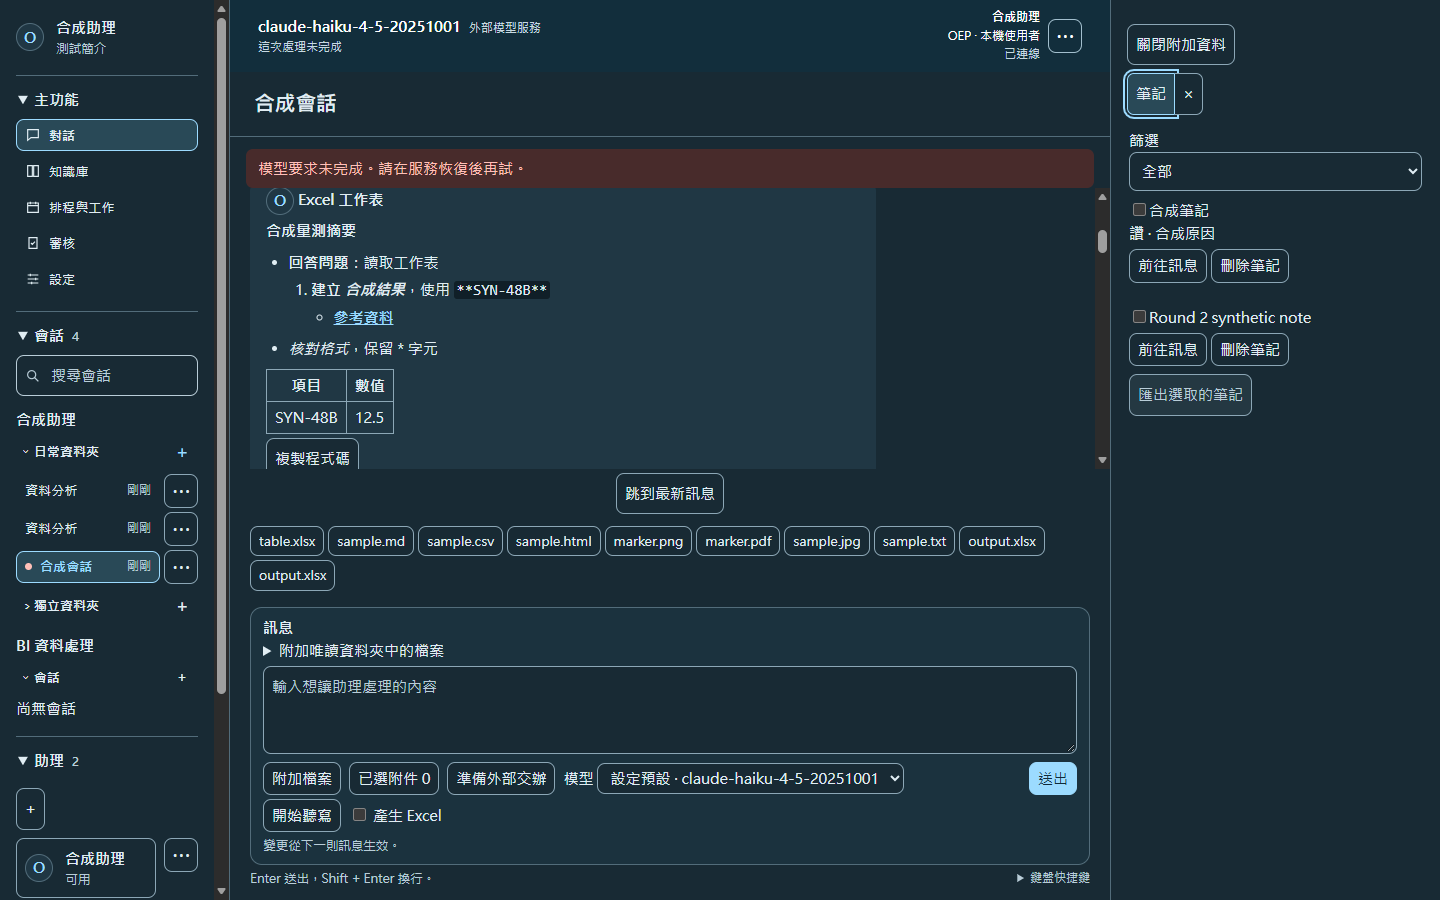 合成助理
測試簡介
主功能
對話
知識庫
排程與工作
審核
設定
會話 4
搜尋會話
合成助理
日常資料夾 +
資料分析 剛剛 ...
資料分析 剛剛 ...
合成會話 剛剛 ...
獨立資料夾 +
BI 資料處理
會話 +
尚無會話
助理 2
+
合成助理
可用
...
claude-haiku-4-5-20251001 外部模型服務
這次處理未完成
合成助理
OEP · 本機使用者
已連線
...
合成會話
模型要求未完成。請在服務恢復後再試。
O Excel 工作表
合成量測摘要
• 回答問題：讀取工作表
1. 建立 合成結果，使用 **SYN-48B**
◦ 參考資料
• 核對格式，保留 * 字元
項目 數值
SYN-48B 12.5
複製程式碼
跳到最新訊息
table.xlsx sample.md sample.csv sample.html marker.png marker.pdf sample.jpg sample.txt output.xlsx
output.xlsx
訊息
附加唯讀資料夾中的檔案
輸入想讓助理處理的內容
附加檔案 已選附件 0 準備外部交辦 模型 設定預設 · claude-haiku-4-5-20251001 送出
開始聽寫 產生 Excel
變更從下一則訊息生效。
Enter 送出，Shift + Enter 換行。 鍵盤快捷鍵
關閉附加資料
筆記 ×
篩選
全部
合成筆記
讚 · 合成原因
前往訊息 刪除筆記
Round 2 synthetic note
前往訊息 刪除筆記
匯出選取的筆記